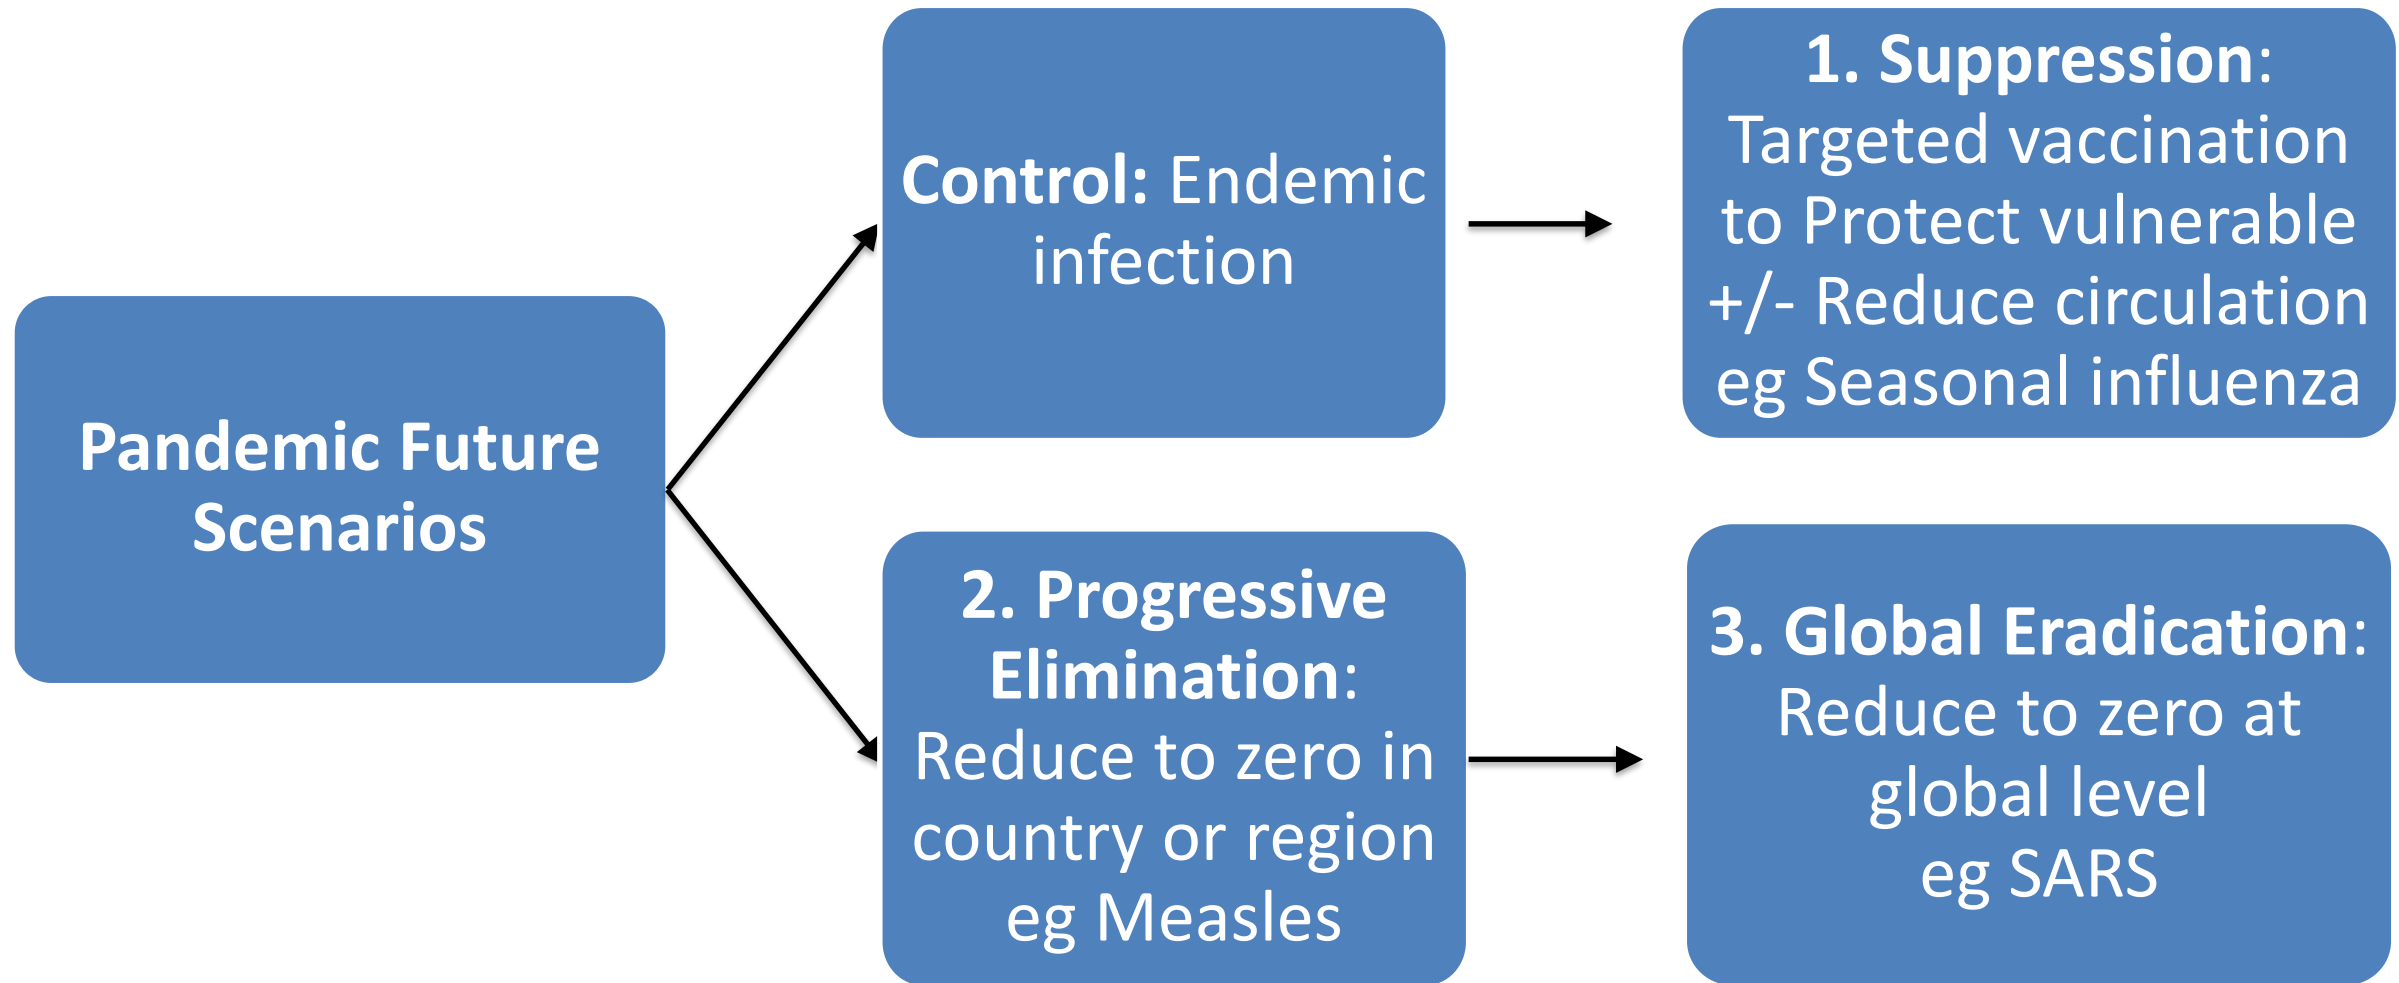 Pandemic Future
Scenarios
Control: Endemic
infection
1. Suppression:
Targeted vaccination
to Protect vulnerable
+/- Reduce circulation
eg Seasonal influenza
2. Progressive
Elimination:
Reduce to zero in
country or region
eg Measles
3. Global Eradication:
Reduce to zero at
global level
eg SARS